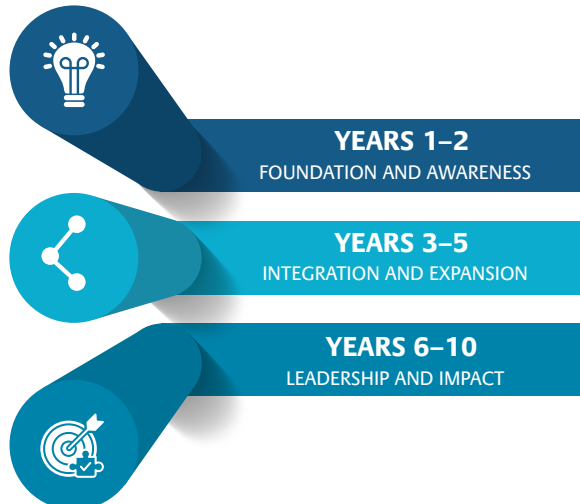 YEARS 1–2
FOUNDATION AND AWARENESS
YEARS 3–5
INTEGRATION AND EXPANSION
YEARS 6–10
LEADERSHIP AND IMPACT